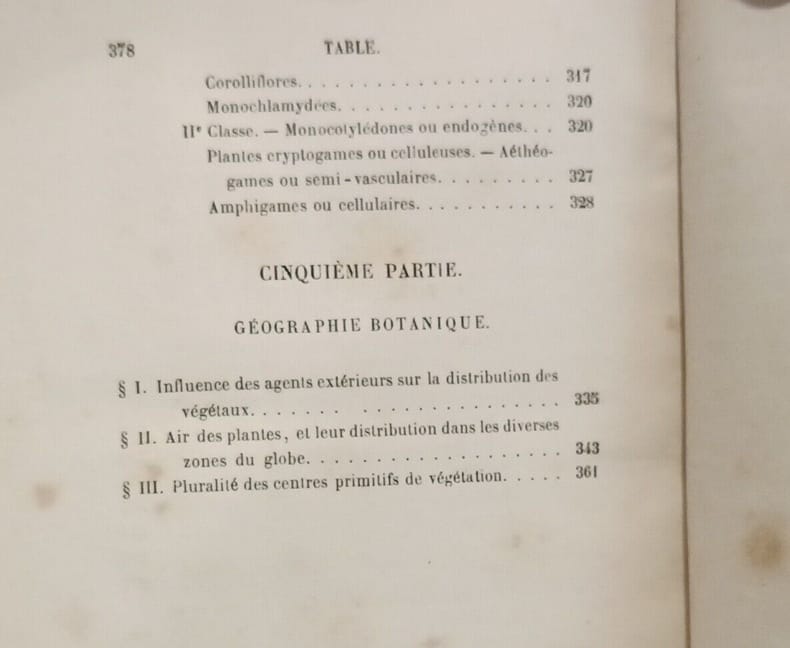 378 TABLE.
Corolliflores. . . . . . . . . . . . . . . . 317
Monochlamydées. . . . . . . . . . . . . . 320
IIe Classe. — Monocotylédones ou endogènes. . . 320
Plantes cryptogames ou celluleuses. — Aéthéo-
games ou semi-vasculaires. . . . . . . . . 327
Amphigames ou cellulaires. . . . . . . . . . . 328
CINQUIÈME PARTIE.
GÉOGRAPHIE BOTANIQUE.
§ I. Influence des agents extérieurs sur la distribution des
végétaux. . . . . . . . . . . . . . . . . 335
§ II. Air des plantes, et leur distribution dans les diverses
zones du globe. . . . . . . . . . . . . . . 343
§ III. Pluralité des centres primitifs de végétation. . . . . 361